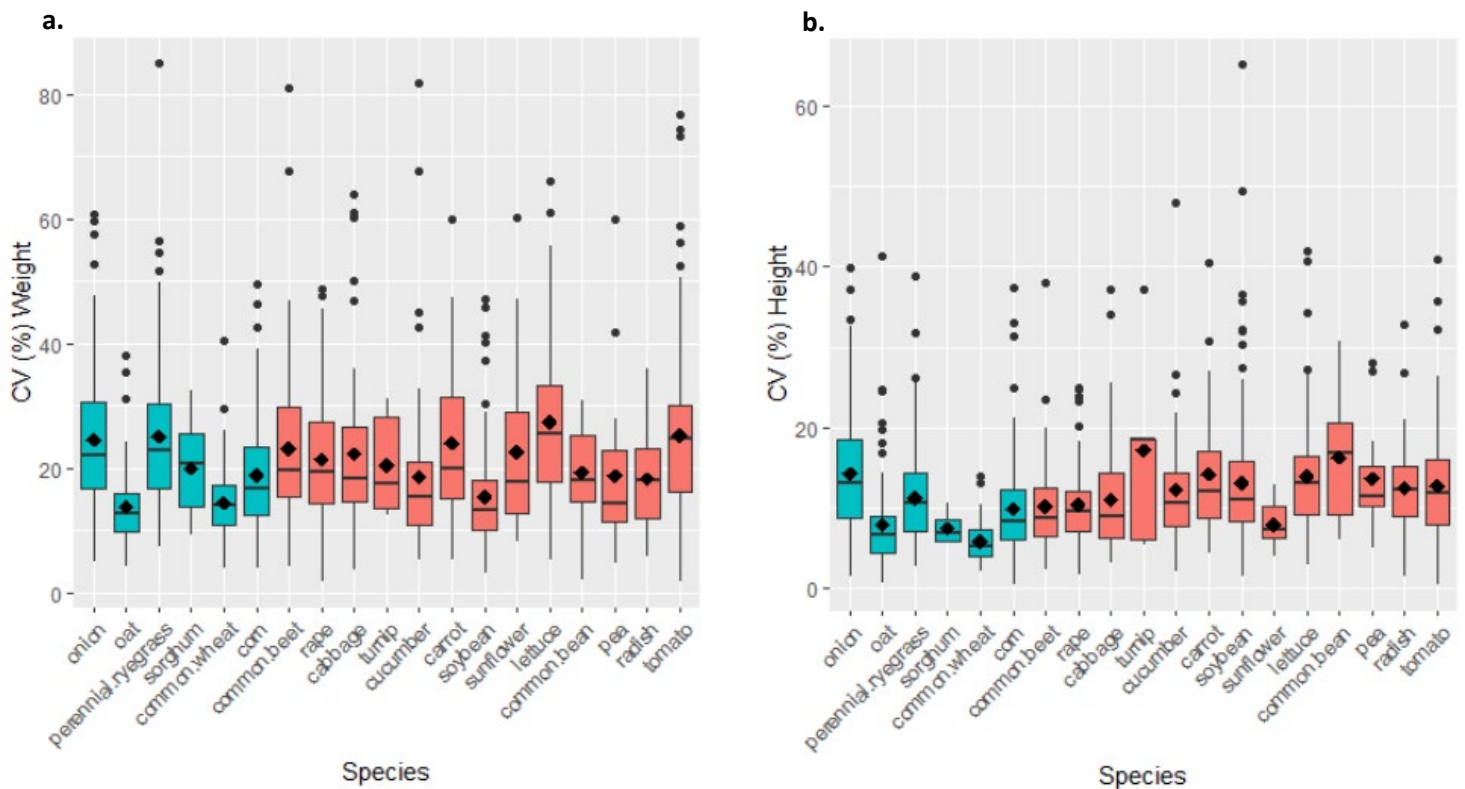 a.
CV (%) Weight
80
60
40
20
0
onion
oat
perennial.ryegrass
sorghum
common.wheat
corn
common.beet
rape
cabbage
turnip
cucumber
carrot
soybean
sunflower
lettuce
common.bean
pea
radish
tomato
Species
b.
CV (%) Height
60
40
20
0
onion
oat
perennial.ryegrass
sorghum
common.wheat
corn
common.beet
rape
cabbage
turnip
cucumber
carrot
soybean
sunflower
lettuce
common.bean
pea
radish
tomato
Species